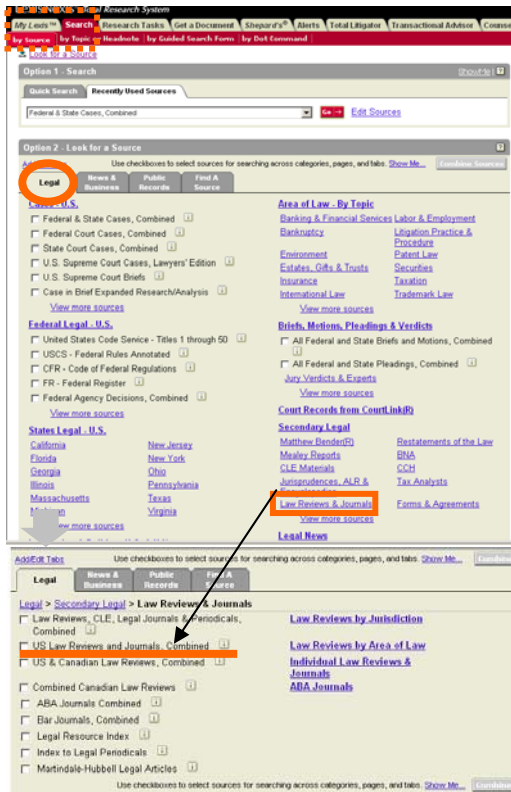 Research System
My Lexis™ Search Research Tasks Get a Document Shepard's® Alerts Total Litigator Transactional Advisor Counse
by Source by Topic or Headnote by Guided Search Form by Dot Command
Look for a Source
Option 1 - Search Show/Hide
Quick Search Recently Used Sources
Federal & State Cases, Combined Go Edit Sources
Option 2 - Look for a Source
Use checkboxes to select sources for searching across categories, pages, and tabs. Show Me... Combine Sources
Legal News & Business Public Records Find A Source
Cases - U.S.
Federal & State Cases, Combined
Federal Court Cases, Combined
State Court Cases, Combined
U.S. Supreme Court Cases, Lawyers' Edition
U.S. Supreme Court Briefs
Case in Brief Expanded Research/Analysis
View more sources
Federal Legal - U.S.
United States Code Service - Titles 1 through 50
USCS - Federal Rules Annotated
CFR - Code of Federal Regulations
FR - Federal Register
Federal Agency Decisions, Combined
View more sources
States Legal - U.S.
California New Jersey
Florida New York
Georgia Ohio
Illinois Pennsylvania
Massachusetts Texas
Michigan Virginia
View more sources
Area of Law - By Topic
Banking & Financial Services Labor & Employment
Bankruptcy Litigation Practice &
Procedure
Environment Patent Law
Estates, Gifts & Trusts Securities
Insurance Taxation
International Law Trademark Law
View more sources
Briefs, Motions, Pleadings & Verdicts
All Federal and State Briefs and Motions, Combined
All Federal and State Pleadings, Combined
Jury Verdicts & Experts
View more sources
Court Records from CourtLink(R)
Secondary Legal
Matthew Bender(R) Restatements of the Law
Mealey Reports BNA
CLE Materials CCH
Jurisprudences, ALR & Tax Analysts
Law Reviews & Journals Forms & Agreements
View more sources
Legal News
Add/Edit Tabs Use checkboxes to select sources for searching across categories, pages, and tabs. Show Me... Combine
Legal News & Business Public Records Find A Source
Legal > Secondary Legal > Law Reviews & Journals
Law Reviews, CLE, Legal Journals & Periodicals,
Combined
US Law Reviews and Journals, Combined
US & Canadian Law Reviews, Combined
Combined Canadian Law Reviews
ABA Journals Combined
Bar Journals, Combined
Legal Resource Index
Index to Legal Periodicals
Martindale-Hubbell Legal Articles
Law Reviews by Jurisdiction
Law Reviews by Area of Law
Individual Law Reviews &
Journals
ABA Journals
Use checkboxes to select sources for searching across categories, pages, and tabs. Show Me... Combine